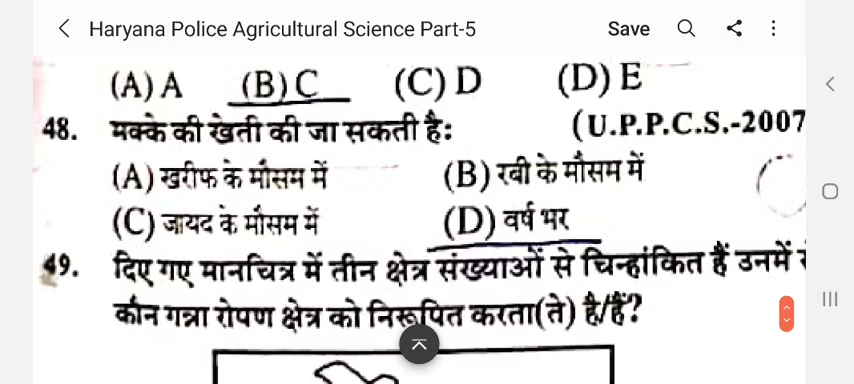 Haryana Police Agricultural Science Part-5 Save
(A) A (B) C (C) D (D) E
48. मक्के की खेती की जा सकती है: (U.P.P.C.S.-2007
(A) खरीफ के मौसम में (B) रबी के मौसम में
(C) जायद के मौसम में (D) वर्ष भर
49. दिए गए मानचित्र में तीन क्षेत्र संख्याओं से चिन्हांकित हैं उनमें
कौन गन्ना रोपण क्षेत्र को निरूपित करता(ते) है/हैं?